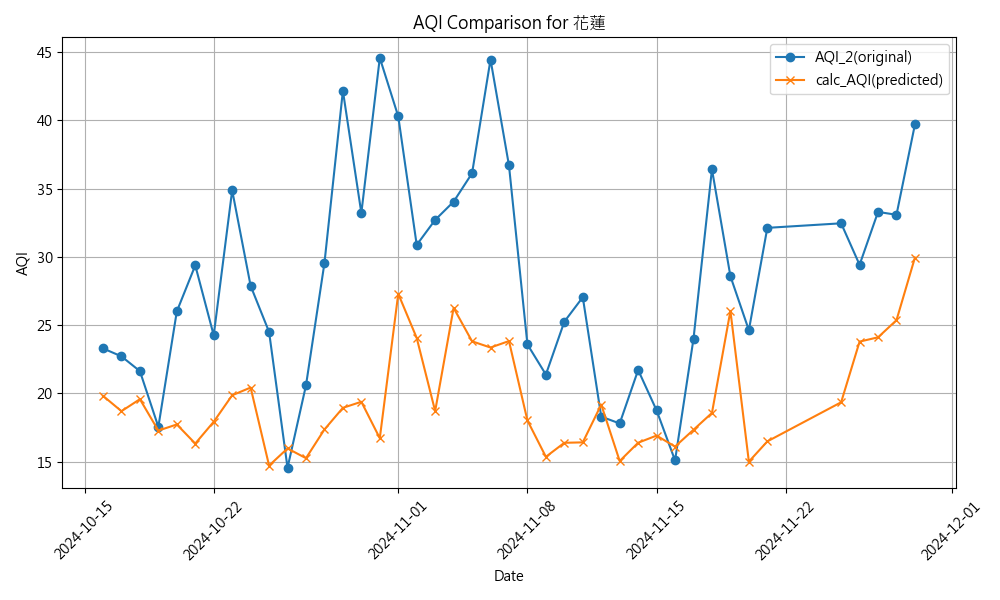 AQI Comparison for 花蓮
AQI_2(original)
calc_AQI(predicted)
AQI
45
40
35
30
25
20
15
2024-10-15
2024-10-22
2024-11-01
2024-11-08
2024-11-15
2024-11-22
2024-12-01
Date